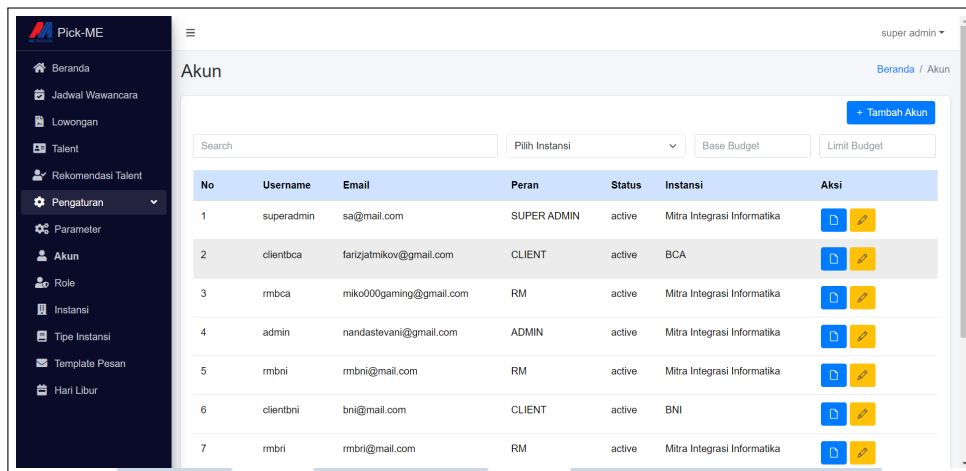 Pick-ME
super admin
Beranda
Jadwal Wawancara
Lowongan
Talent
Rekomendasi Talent
Pengaturan
Parameter
Akun
Role
Instansi
Tipe Instansi
Template Pesan
Hari Libur
Akun
Beranda / Akun
+ Tambah Akun
Search Pilih Instansi Base Budget Limit Budget
No Username Email Peran Status Instansi Aksi
1 superadmin sa@mail.com SUPER ADMIN active Mitra Integrasi Informatika
2 clientbca farizjatmikov@gmail.com CLIENT active BCA
3 rmbca miko000gaming@gmail.com RM active Mitra Integrasi Informatika
4 admin nandastevani@gmail.com ADMIN active Mitra Integrasi Informatika
5 rmbni rmbni@mail.com RM active Mitra Integrasi Informatika
6 clientbni bni@mail.com CLIENT active BNI
7 rmbri rmbri@mail.com RM active Mitra Integrasi Informatika